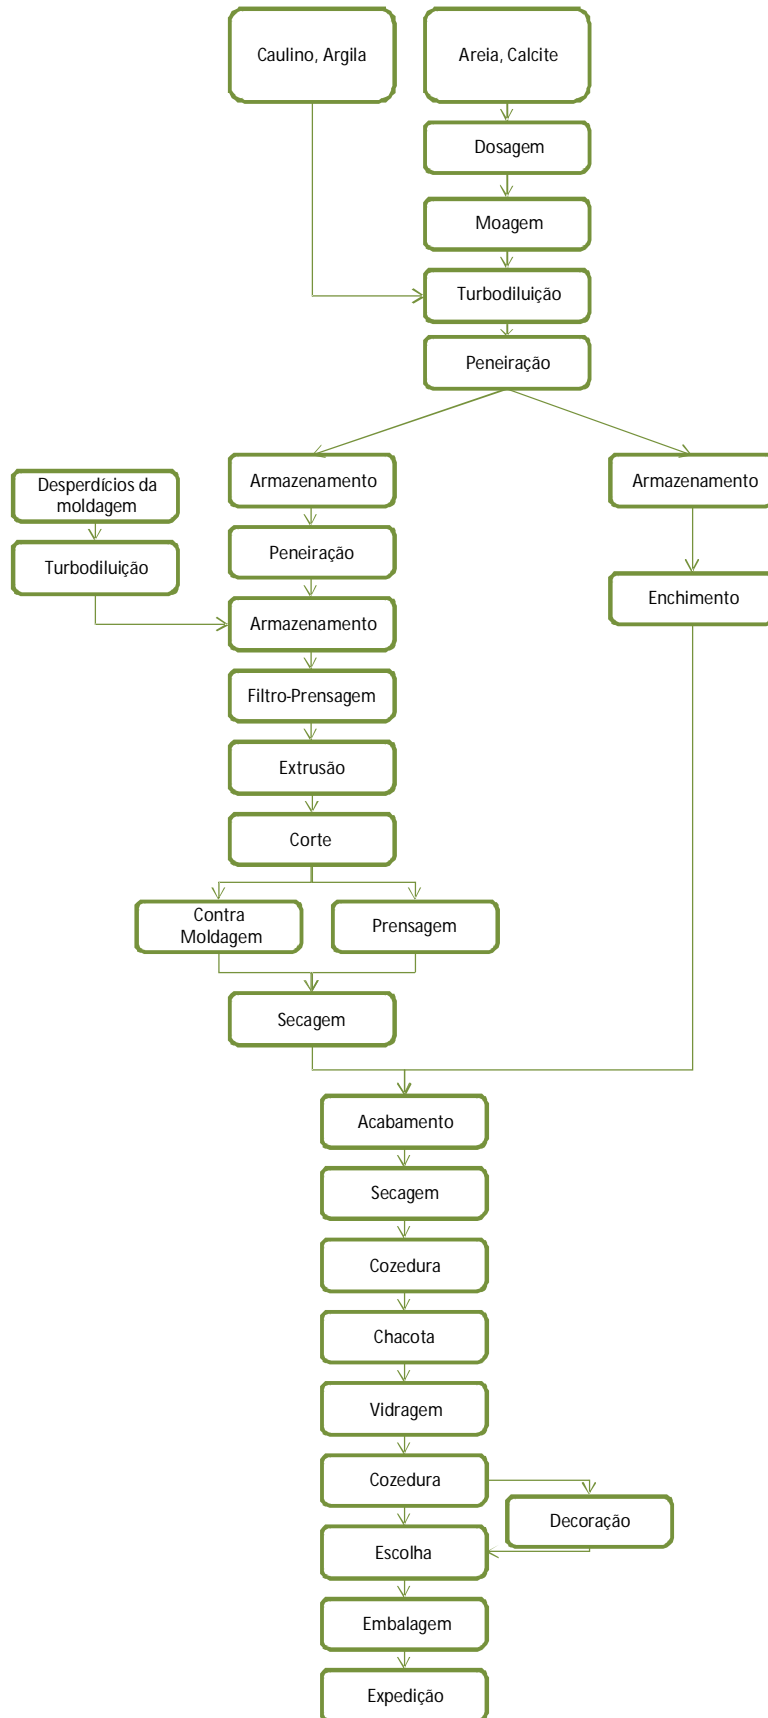 Caulino, Argila
Areia, Calcite
Dosagem
Moagem
Turbodiluição
Peneiração
Armazenamento
Armazenamento
Desperdícios da
moldagem
Peneiração
Turbodiluição
Enchimento
Armazenamento
Filtro-Prensagem
Extrusão
Corte
Contra
Moldagem
Prensagem
Secagem
Acabamento
Secagem
Cozedura
Chacota
Vidragem
Cozedura
Decoração
Escolha
Embalagem
Expedição